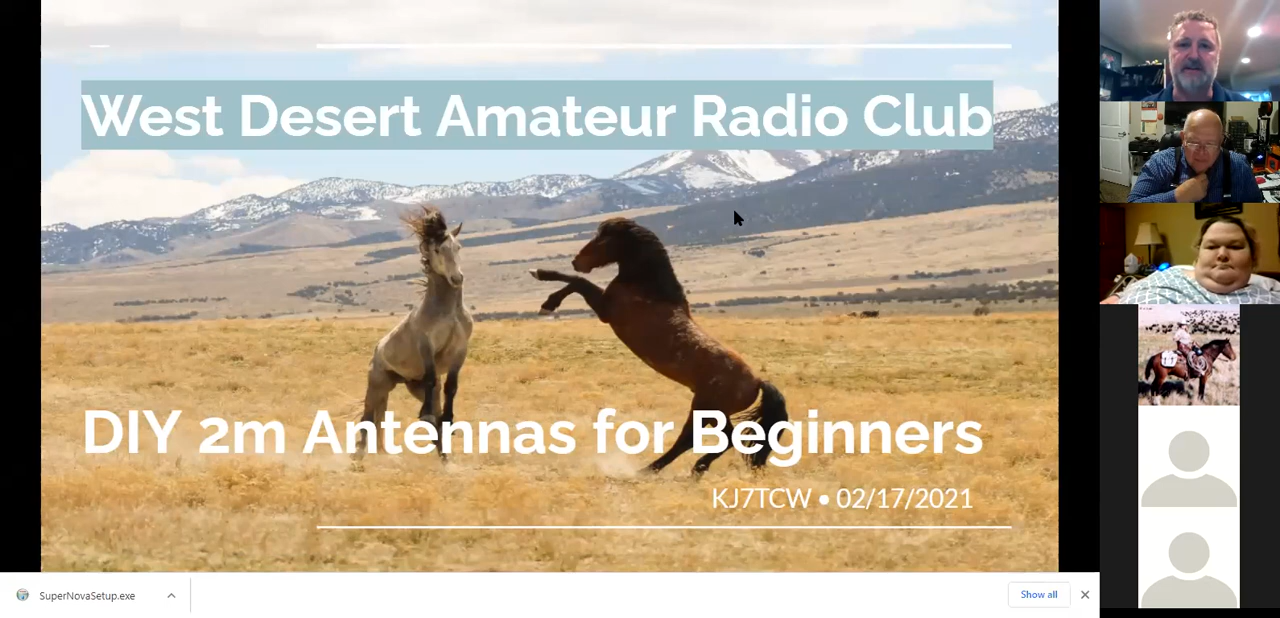 West Desert Amateur Radio Club
DIY 2m Antennas for Beginners
KJ7TCW • 02/17/2021
SuperNovaSetup.exe
Show all